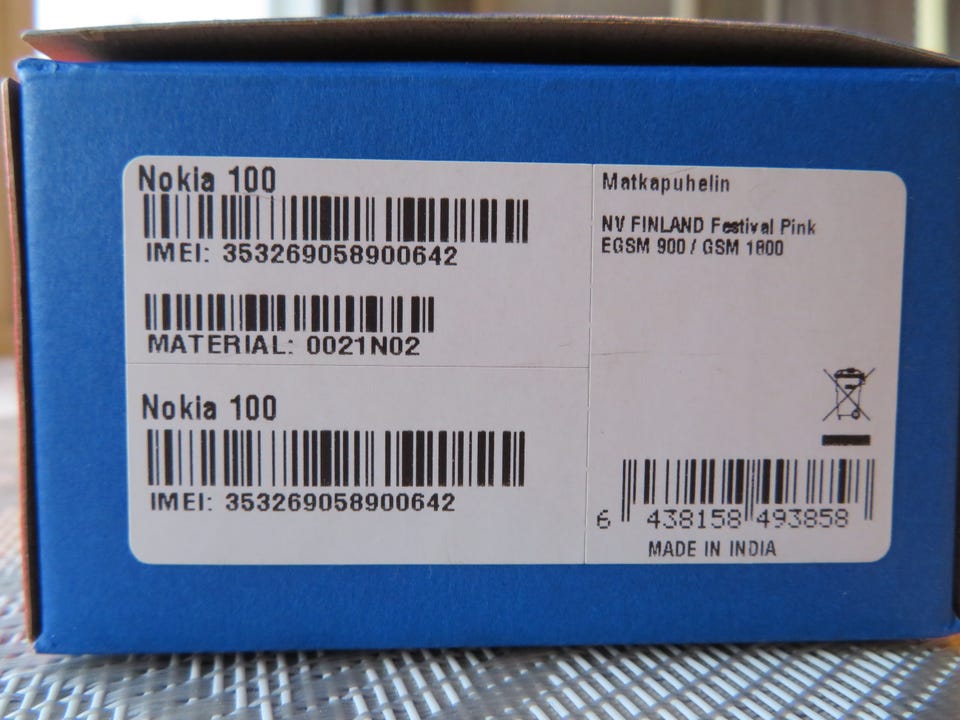 Nokia 100
IMEI: 353269058900642
MATERIAL: 0021N02
Nokia 100
IMEI: 353269058900642
Matkapuhelin
NV FINLAND Festival Pink
EGSM 900 / GSM 1800
6 438158 493858
MADE IN INDIA